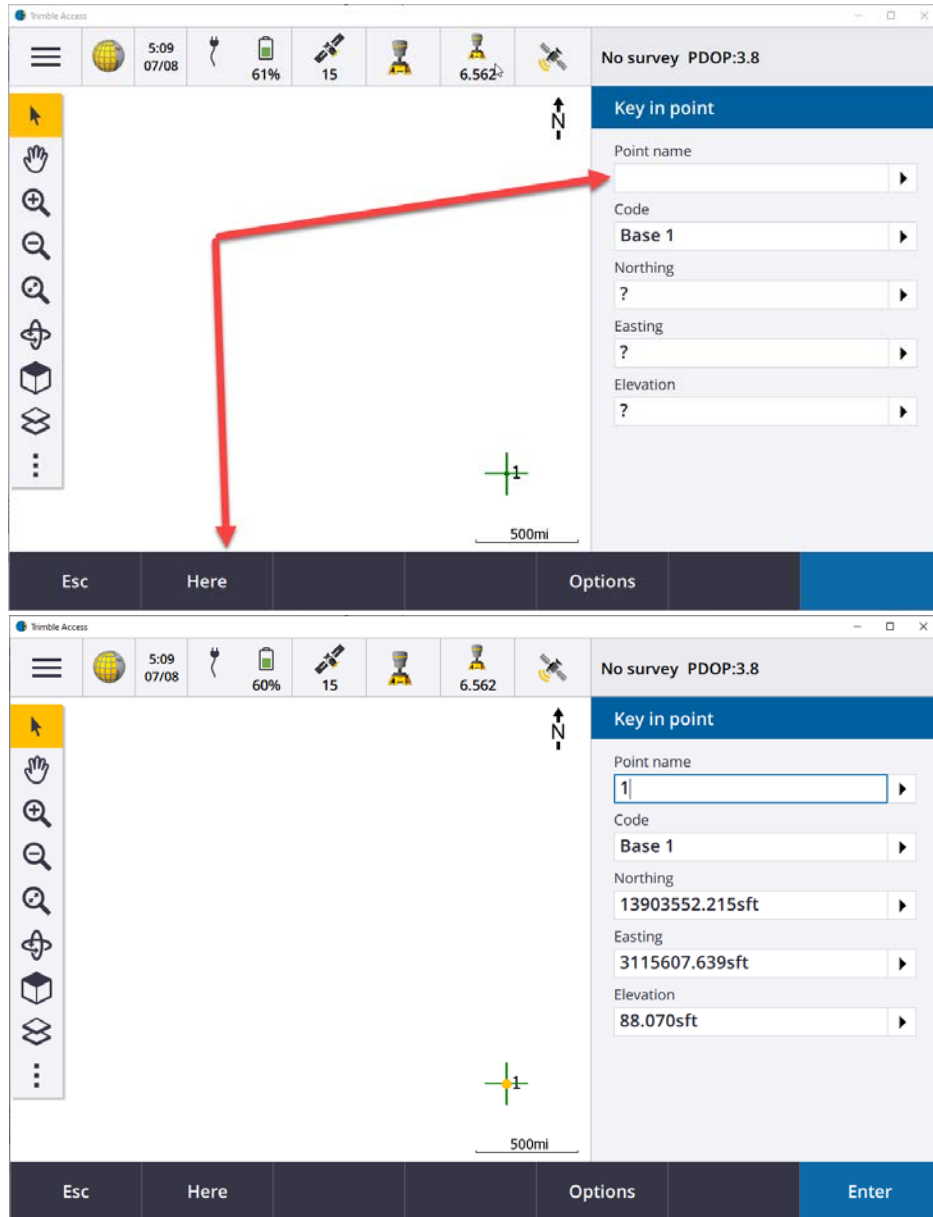 Trimble Access
5:09
07/08
61%
15
6.562
No survey PDOP:3.8
N
Key in point
Point name
Code
Base 1
Northing
?
Easting
?
Elevation
?
1
500mi
Esc
Here
Options
Trimble Access
5:09
07/08
60%
15
6.562
No survey PDOP:3.8
N
Key in point
Point name
1
Code
Base 1
Northing
13903552.215sft
Easting
3115607.639sft
Elevation
88.070sft
1
500mi
Esc
Here
Options
Enter